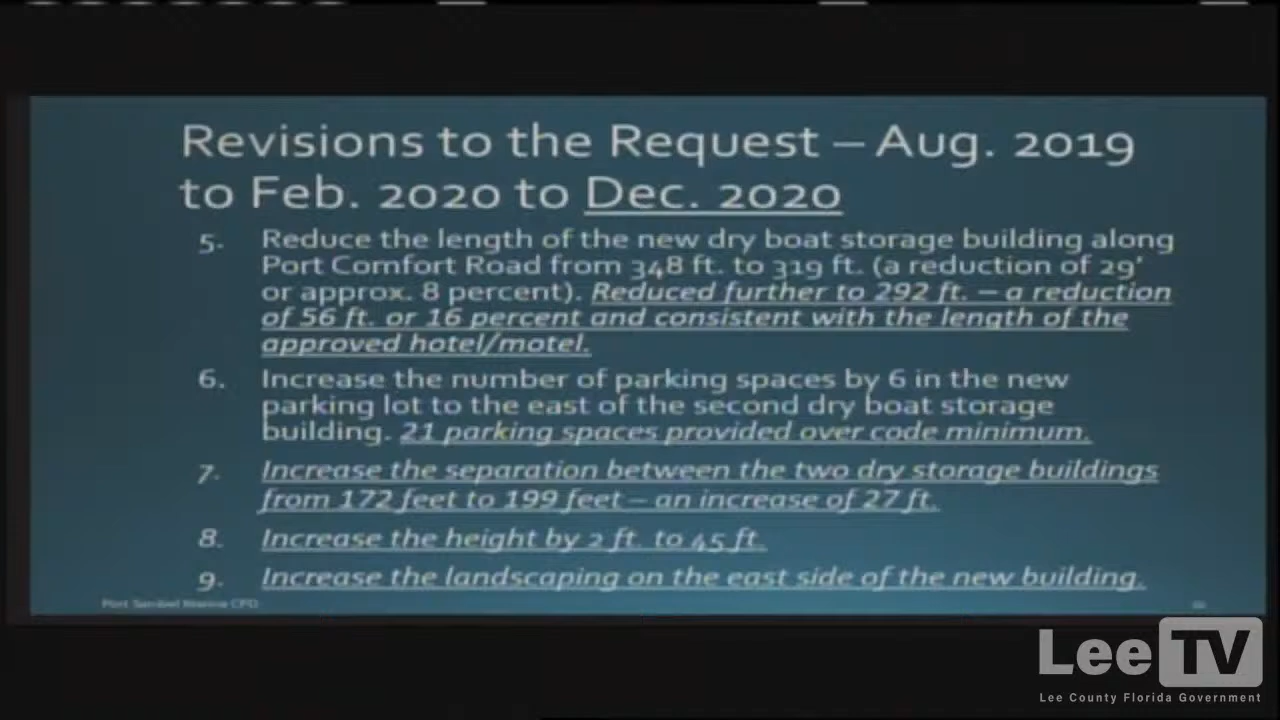 Revisions to the Request – Aug. 2019
to Feb. 2020 to Dec. 2020
5. Reduce the length of the new dry boat storage building along
Port Comfort Road from 348 ft. to 319 ft. (a reduction of 29'
or approx. 8 percent). Reduced further to 292 ft. – a reduction
of 56 ft. or 16 percent and consistent with the length of the
approved hotel/motel.
6. Increase the number of parking spaces by 6 in the new
parking lot to the east of the second dry boat storage
building. 21 parking spaces provided over code minimum.
7. Increase the separation between the two dry storage buildings
from 172 feet to 199 feet – an increase of 27 ft.
8. Increase the height by 2 ft. to 45 ft.
9. Increase the landscaping on the east side of the new building.
Port Sanibel Marina CPD
Lee TV
Lee County Florida Government